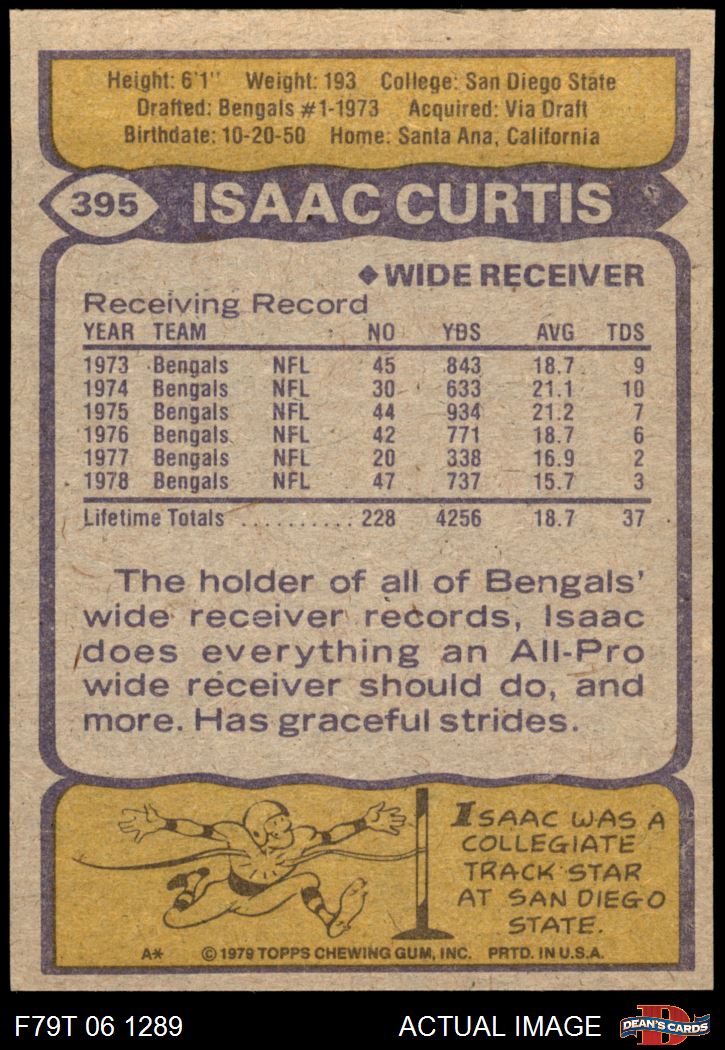 Height: 6'1" Weight: 193 College: San Diego State
Drafted: Bengals #1-1973 Acquired: Via Draft
Birthdate: 10-20-50 Home: Santa Ana, California
395 ISAAC CURTIS
◆ WIDE RECEIVER
Receiving Record
YEAR TEAM NO YDS AVG TDS
1973 Bengals NFL 45 843 18.7 9
1974 Bengals NFL 30 633 21.1 10
1975 Bengals NFL 44 934 21.2 7
1976 Bengals NFL 42 771 18.7 6
1977 Bengals NFL 20 338 16.9 2
1978 Bengals NFL 47 737 15.7 3
Lifetime Totals .......... 228 4256 18.7 37
The holder of all of Bengals'
wide receiver records, Isaac
does everything an All-Pro
wide receiver should do, and
more. Has graceful strides.
ISAAC WAS A
COLLEGIATE
TRACK STAR
AT SAN DIEGO
STATE.
A* © 1979 TOPPS CHEWING GUM, INC. PRTD. IN U.S.A.
F79T 06 1289 ACTUAL IMAGE D DEAN'S CARDS